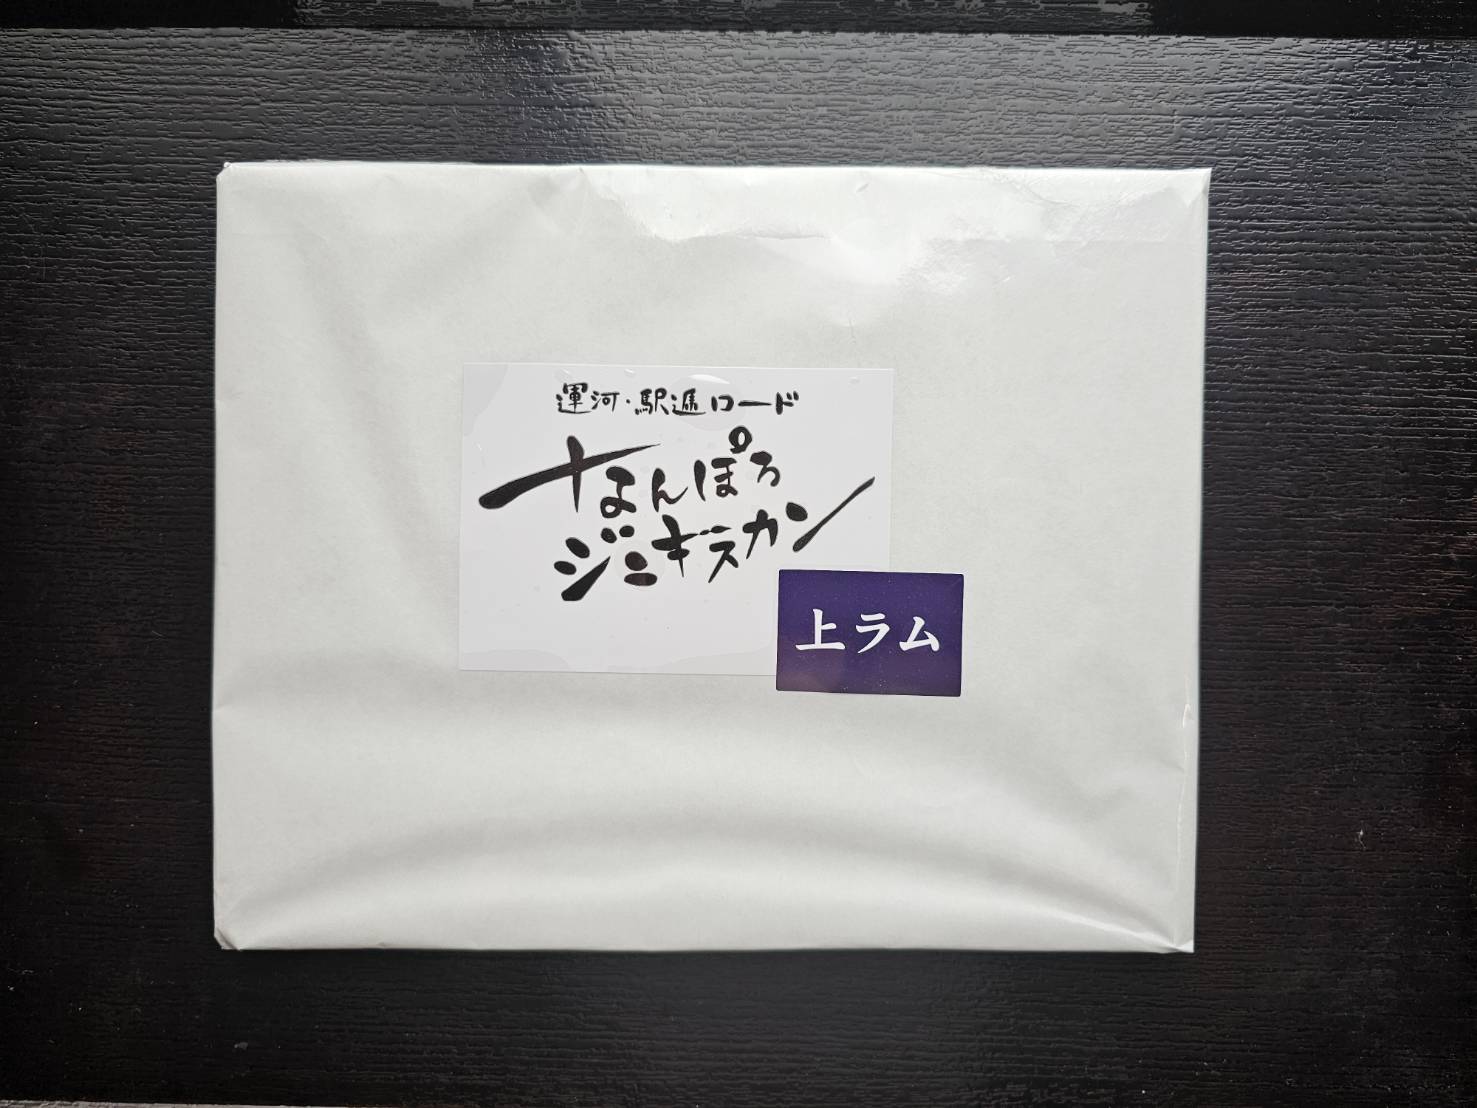 運河・駅逓ロード
なんぽろ
ジンギスカン
上ラム